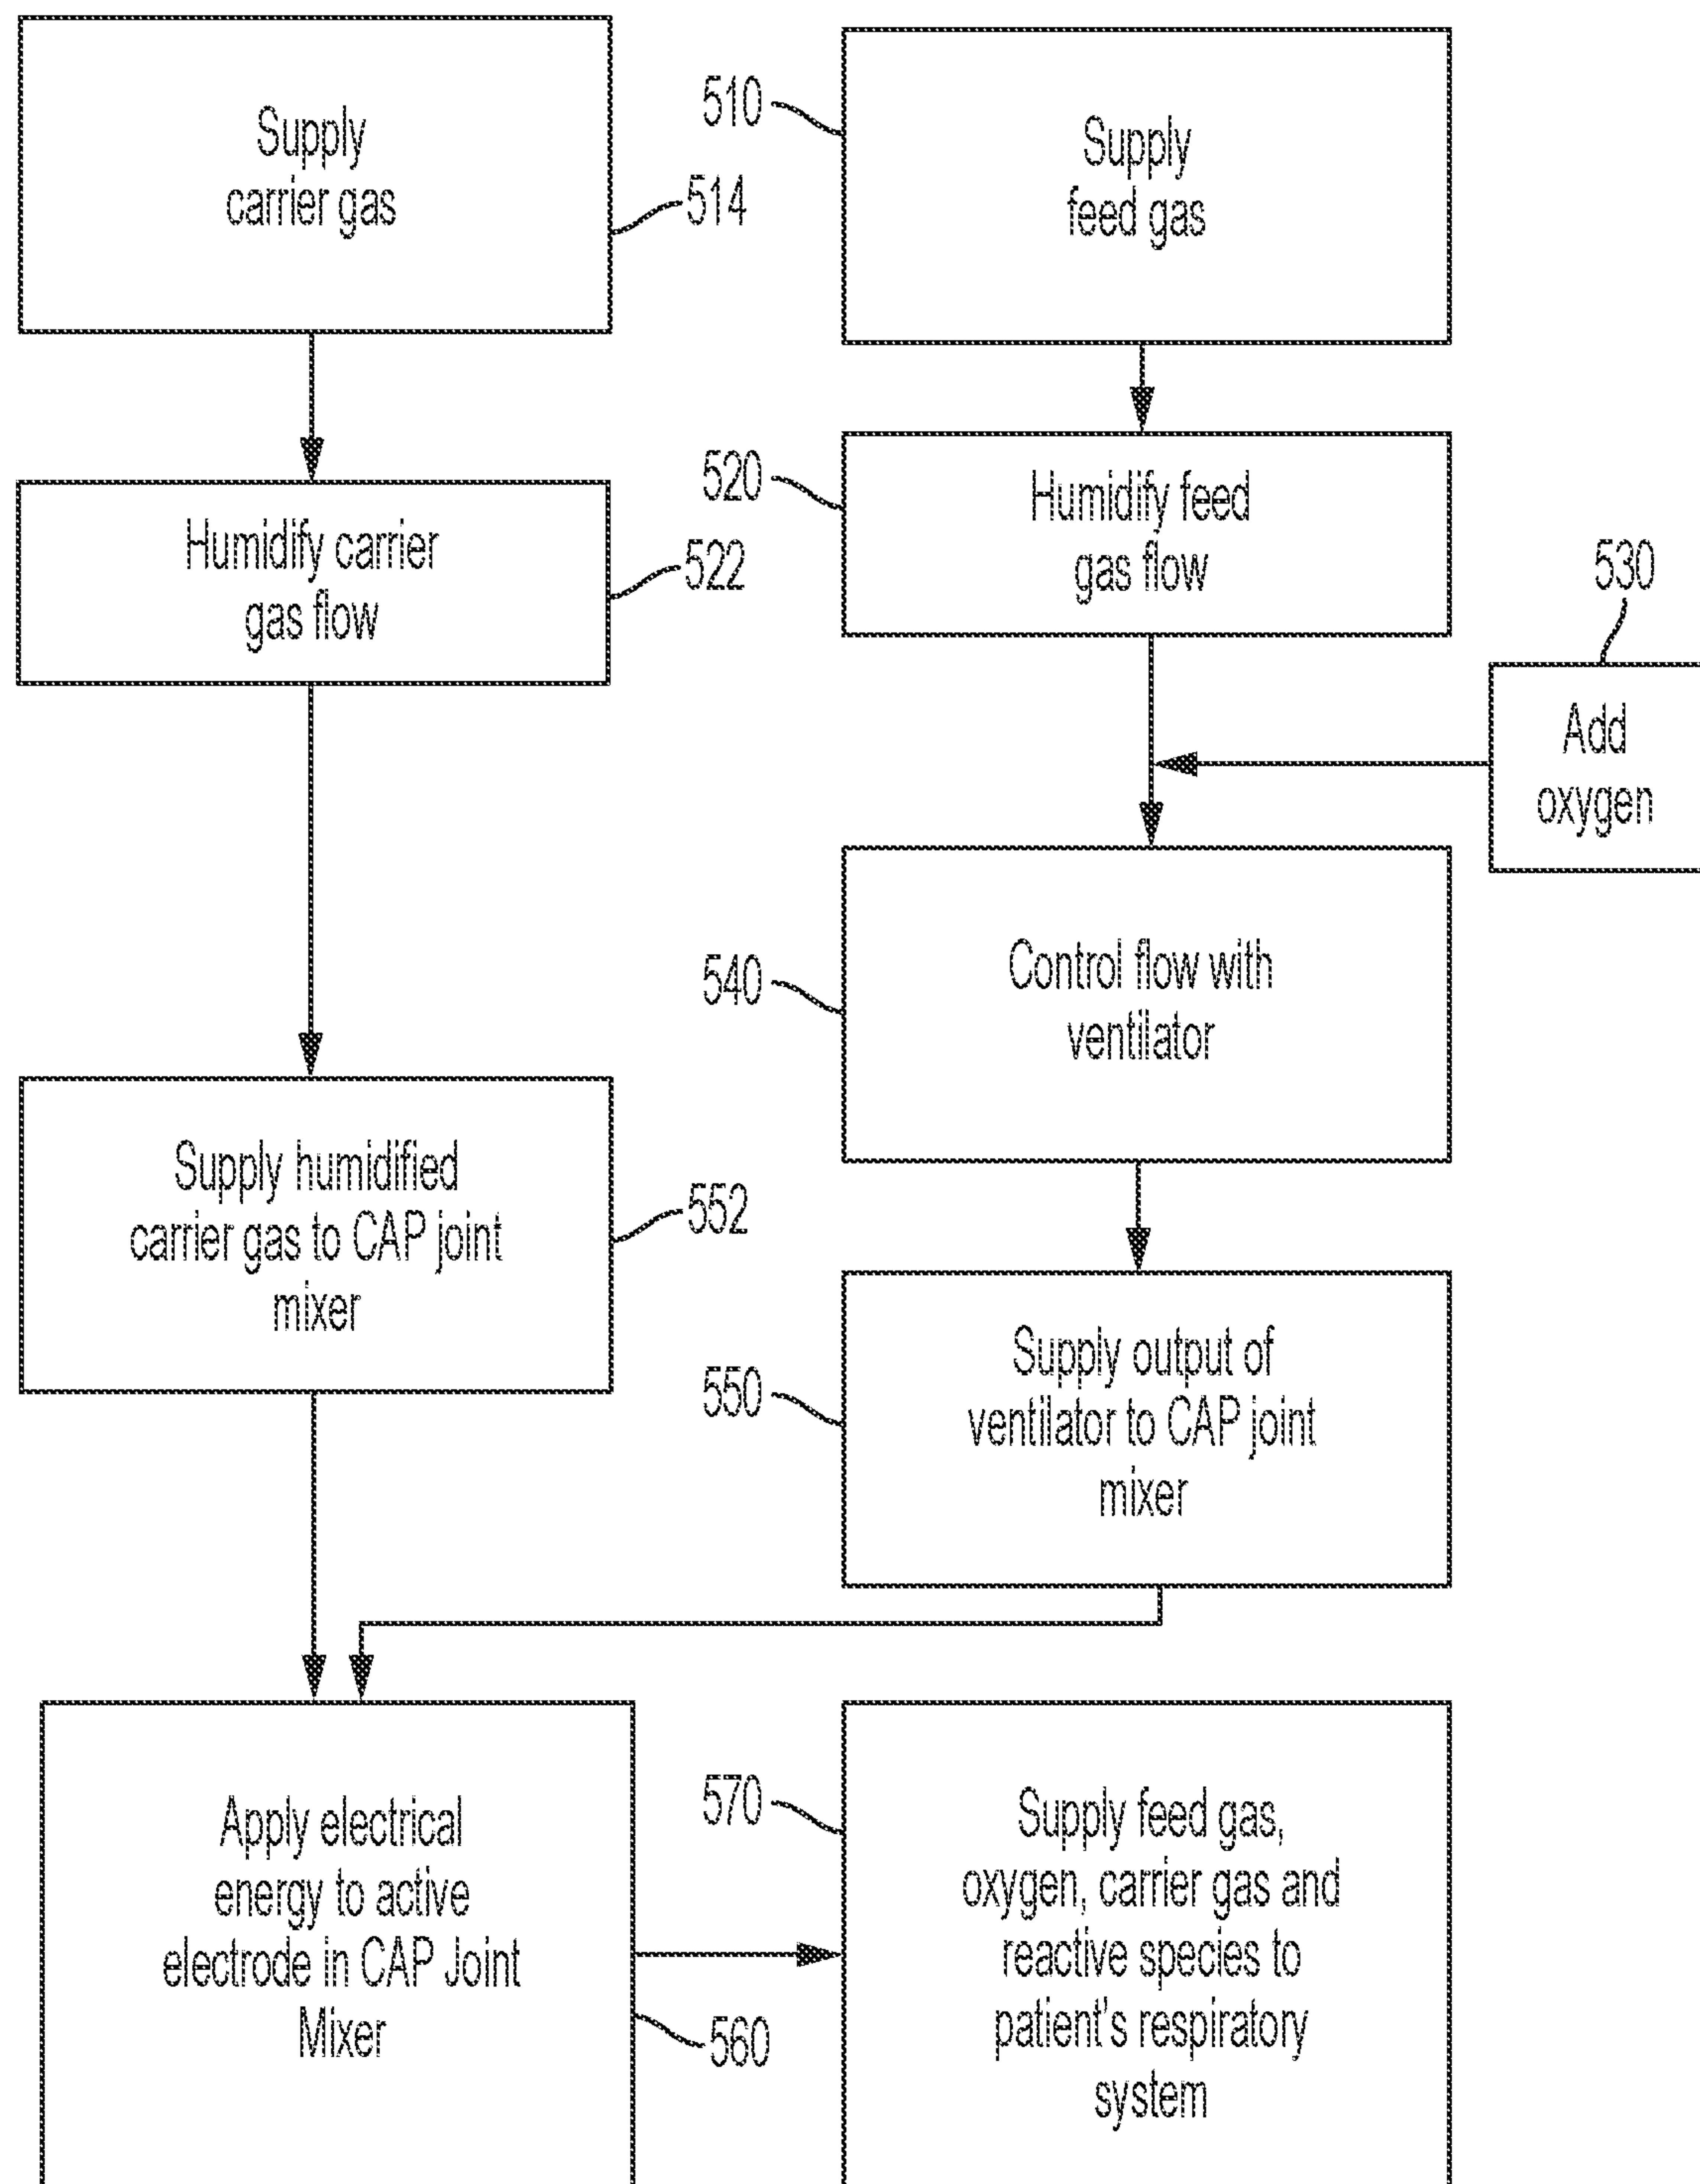 Supply
carrier gas
514
510
Supply
feed gas
Humidify carrier
gas flow
522
520
Humidify feed
gas flow
530
Add
oxygen
540
Control flow with
ventilator
Supply humidified
carrier gas to CAP joint
mixer
552
550
Supply output of
ventilator to CAP joint
mixer
Apply electrical
energy to active
electrode in CAP Joint
Mixer
560
570
Supply feed gas,
oxygen, carrier gas and
reactive species to
patient's respiratory
system